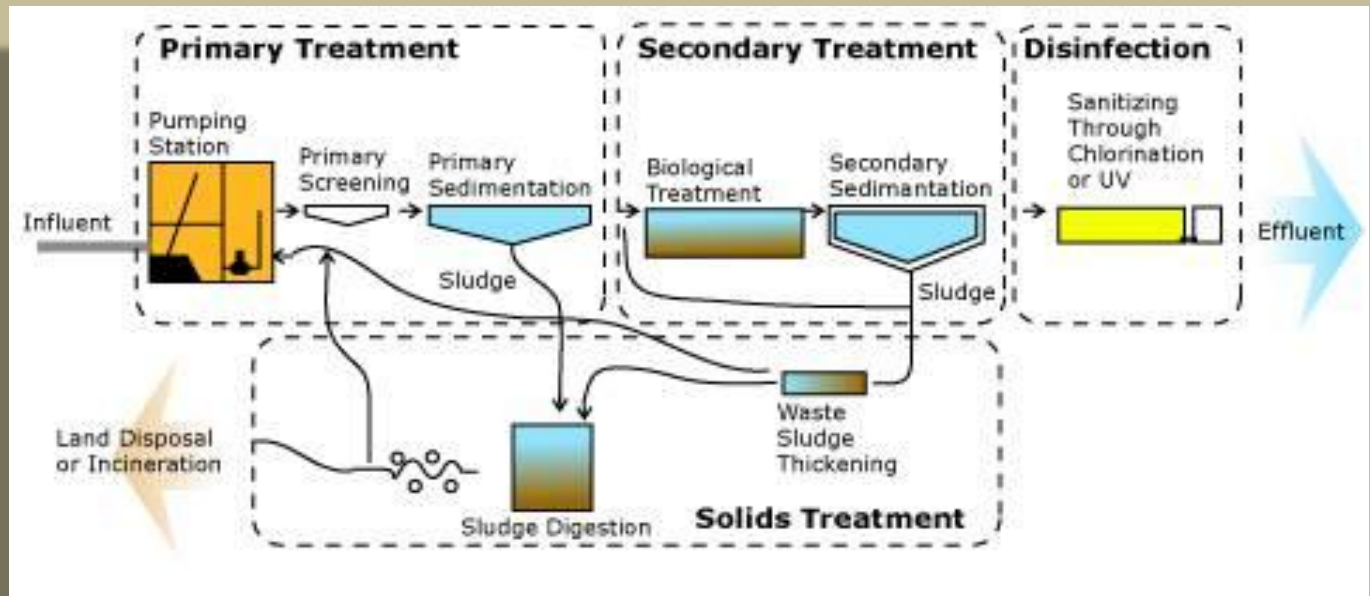 Primary Treatment
Secondary Treatment
Disinfection
Pumping
Station
Primary
Screening
Primary
Sedimentation
Biological
Treatment
Secondary
Sedimantation
Sanitizing
Through
Chlorination
or UV
Influent
Effluent
Sludge
Sludge
Land Disposal
or Incineration
Waste
Sludge
Thickening
Sludge Digestion
Solids Treatment